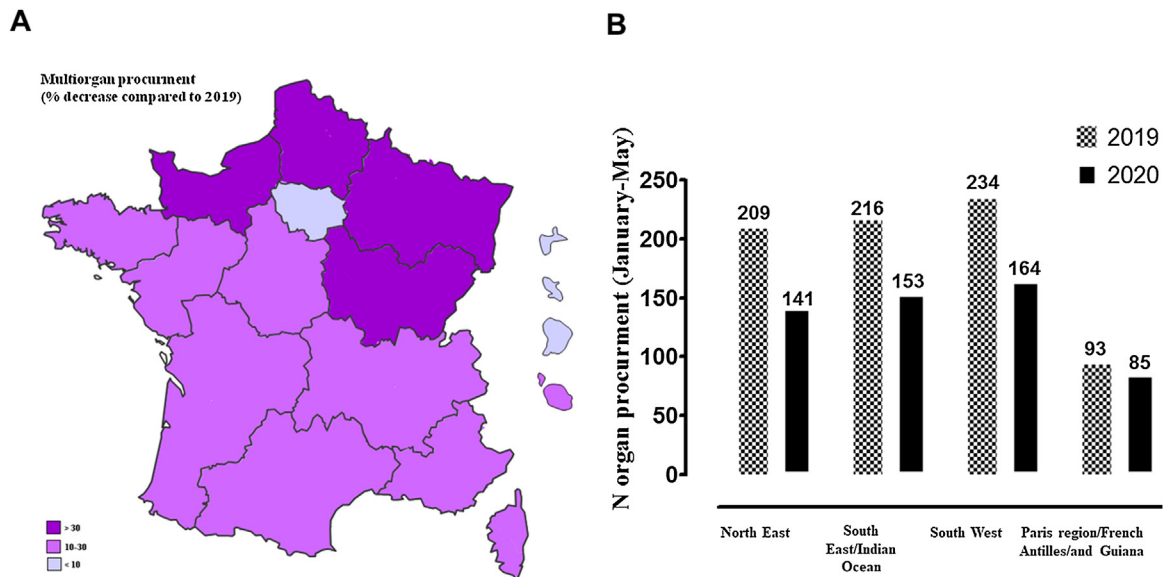 A
Multiorgan procurment
(% decrease compared to 2019)
> 30
10-30
< 10
B
N organ procurment (January-May)
2019
2020
250
200
150
100
50
0
209
141
216
153
234
164
93
85
North East
South
East/Indian
Ocean
South West
Paris region/French
Antilles/and Guiana